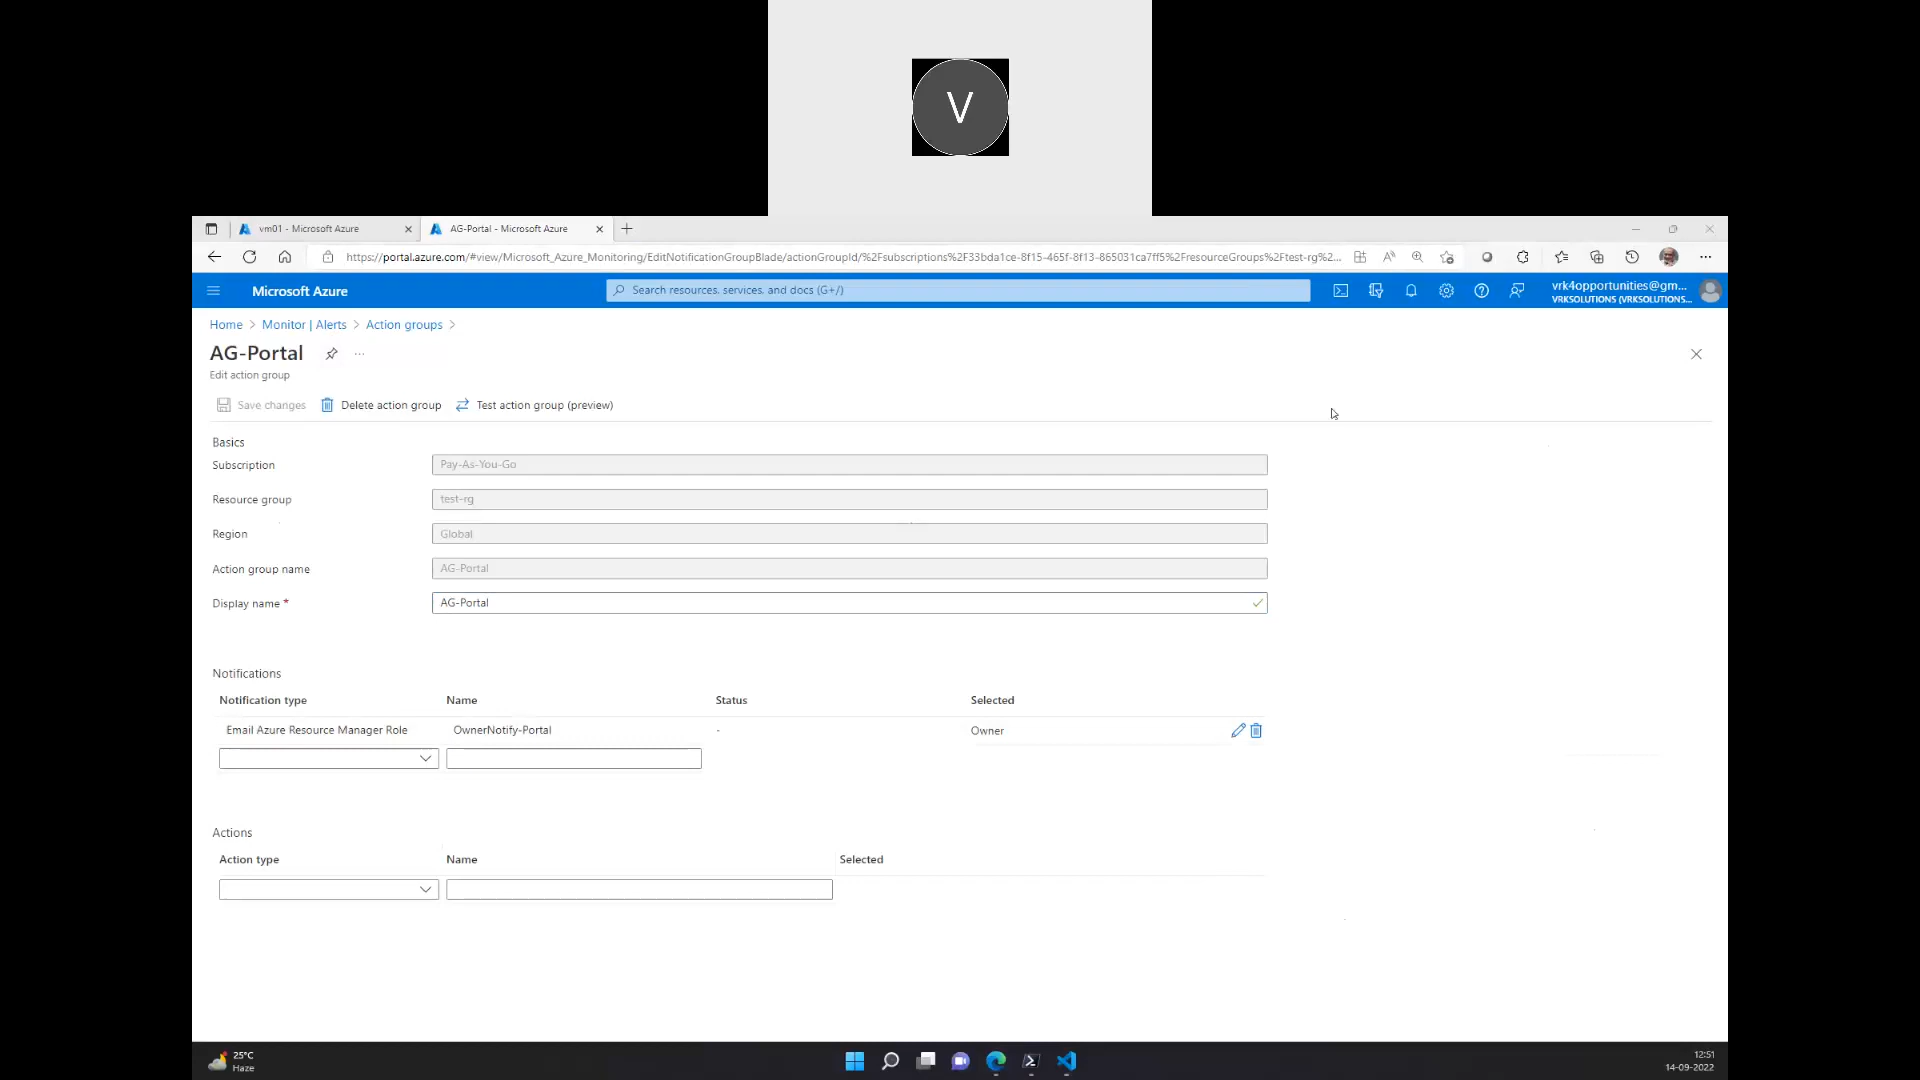 V
vm01 - Microsoft Azure
AG-Portal - Microsoft Azure
https://portal.azure.com/#view/Microsoft_Azure_Monitoring/EditNotificationGroupBlade/actionGroupId/%2Fsubscriptions%2F33bda1ce-8f15-465f-8f13-865031ca7ff5%2FresourceGroups%2Ftest-rg%2...
Microsoft Azure
Search resources, services, and docs (G+/)
vrk4opportunities@gm...
VRKSOLUTIONS (VRKSOLUTIONS...
Home > Monitor | Alerts > Action groups >
AG-Portal ...
Edit action group
Save changes Delete action group Test action group (preview)
Basics
Subscription Pay-As-You-Go
Resource group test-rg
Region Global
Action group name AG-Portal
Display name * AG-Portal
Notifications
Notification type Name Status Selected
Email Azure Resource Manager Role OwnerNotify-Portal - Owner
Actions
Action type Name Selected
25°C
Haze
12:51
14-09-2022